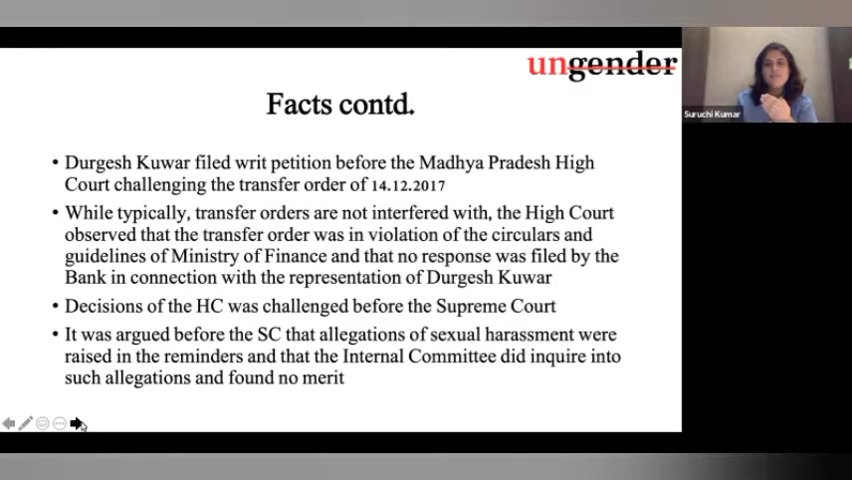 ungender
Suruchi Kumar
Facts contd.
• Durgesh Kuwar filed writ petition before the Madhya Pradesh High
Court challenging the transfer order of 14.12.2017
• While typically, transfer orders are not interfered with, the High Court
observed that the transfer order was in violation of the circulars and
guidelines of Ministry of Finance and that no response was filed by the
Bank in connection with the representation of Durgesh Kuwar
• Decisions of the HC was challenged before the Supreme Court
• It was argued before the SC that allegations of sexual harassment were
raised in the reminders and that the Internal Committee did inquire into
such allegations and found no merit